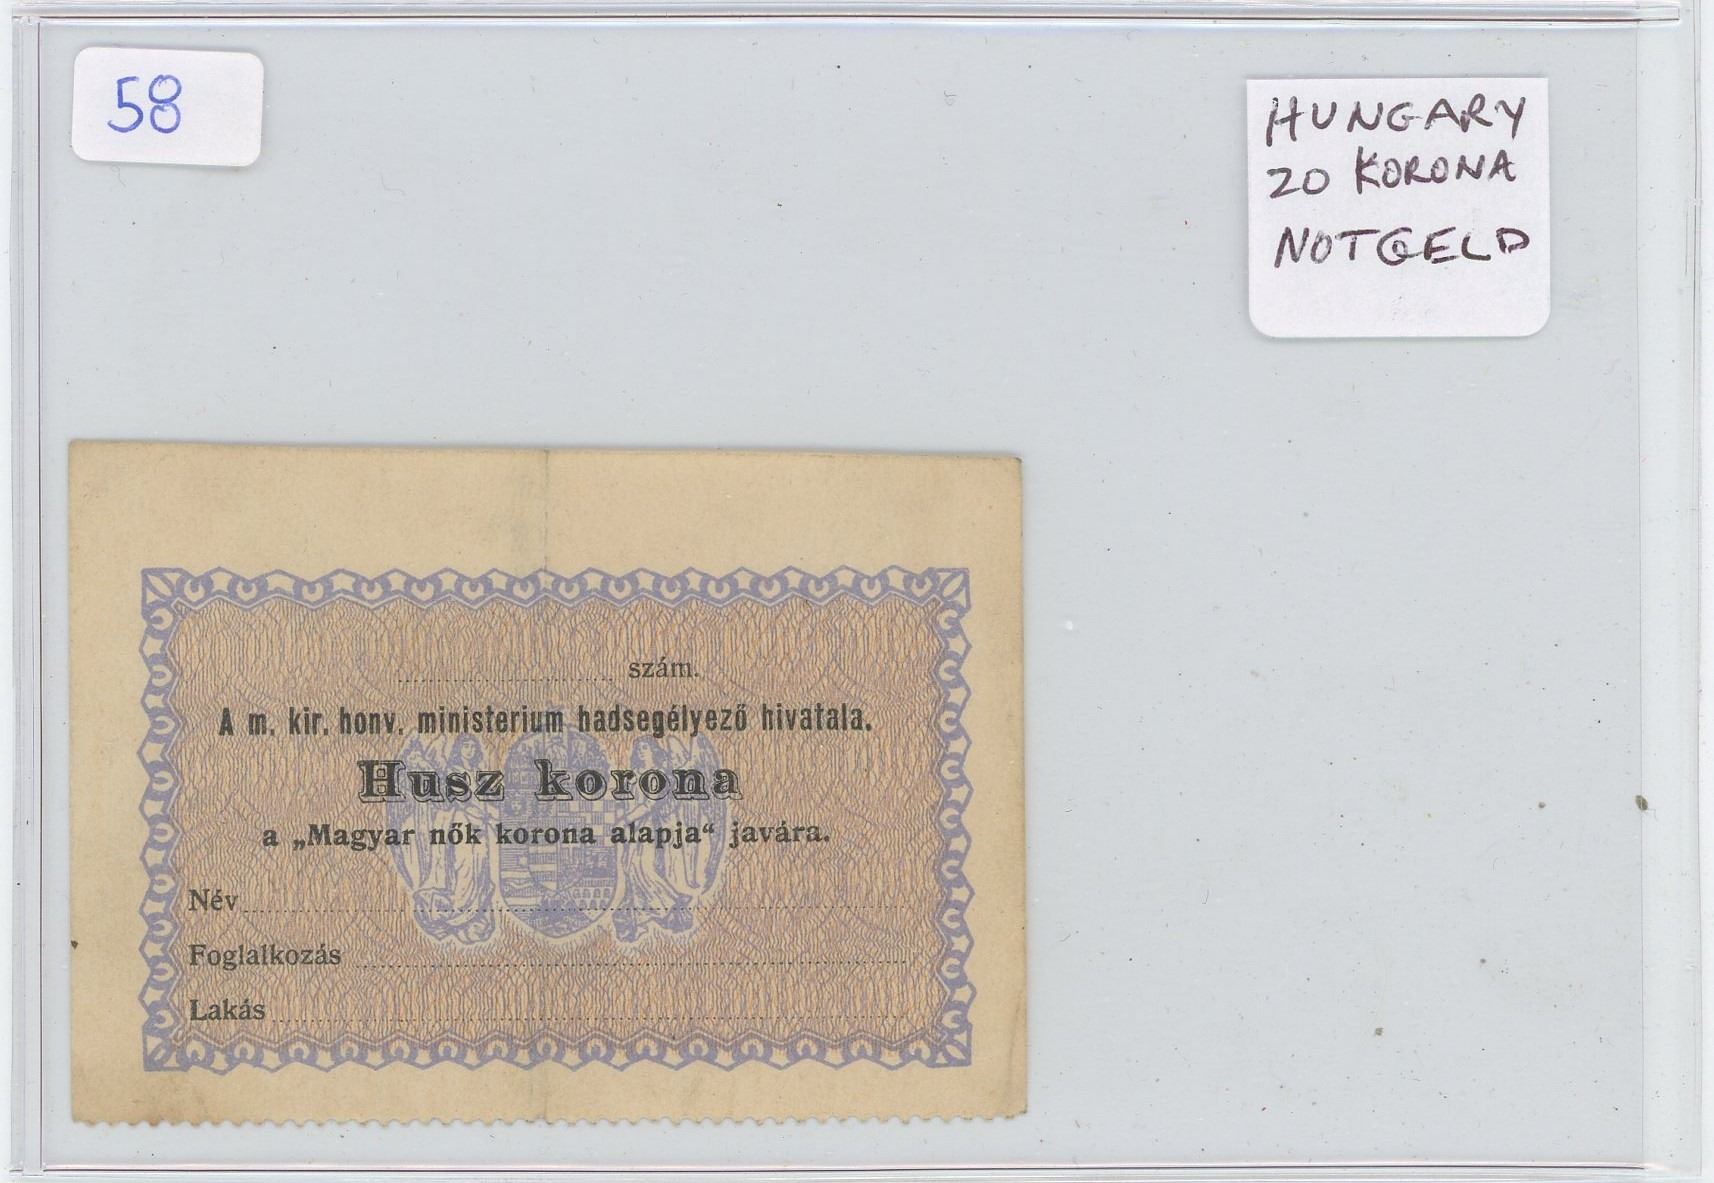 58
HUNGARY
20 KORONA
NOTGELD
szám.
A m. kir. honv. ministerium hadsegélyező hivatala.
Husz korona
a „Magyar nők korona alapja“ javára.
Név
Foglalkozás
Lakás